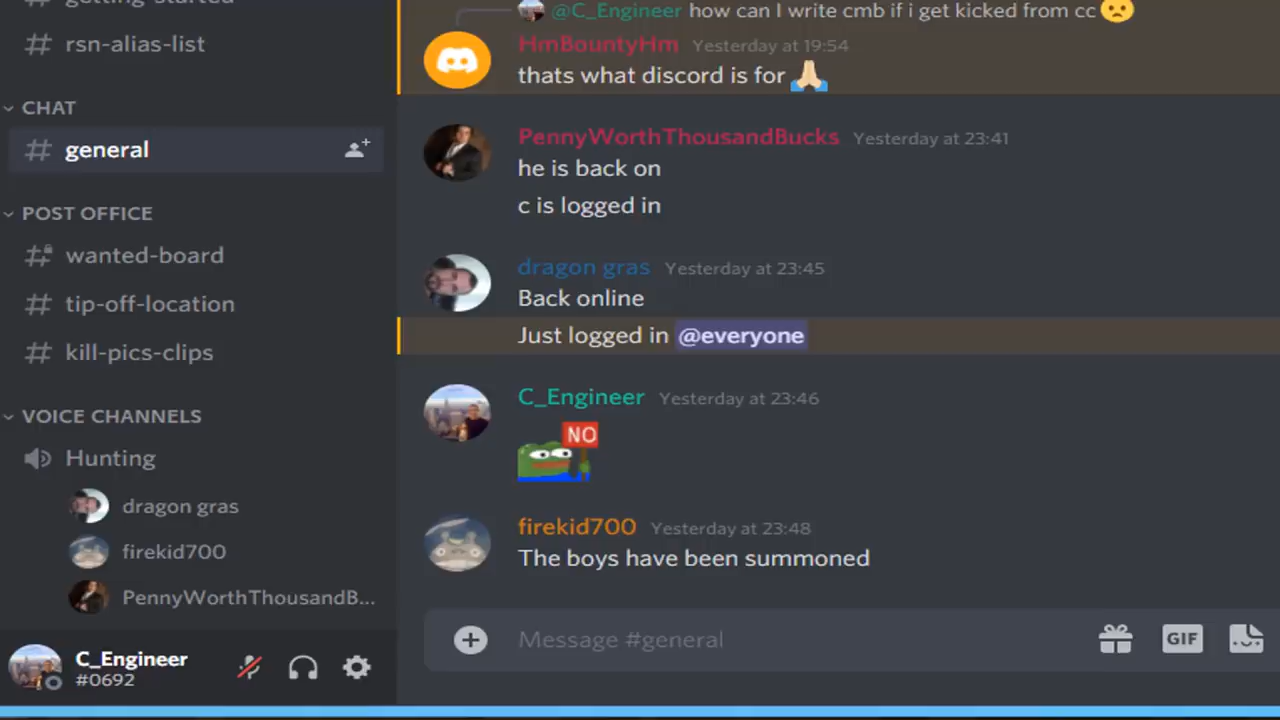 getting-started
# rsn-alias-list
CHAT
# general
POST OFFICE
wanted-board
# tip-off-location
# kill-pics-clips
VOICE CHANNELS
Hunting
dragon gras
firekid700
PennyWorthThousandB...
C_Engineer
#0692
@C_Engineer how can I write cmb if i get kicked from cc
HmBountyHm Yesterday at 19:54
thats what discord is for
PennyWorthThousandBucks Yesterday at 23:41
he is back on
c is logged in
dragon gras Yesterday at 23:45
Back online
Just logged in @everyone
C_Engineer Yesterday at 23:46
NO
firekid700 Yesterday at 23:48
The boys have been summoned
Message #general
GIF